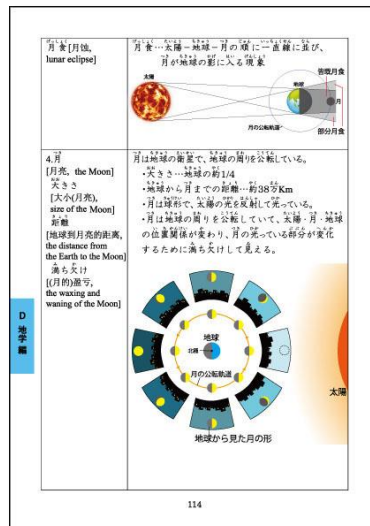 月食[月蚀,
lunar eclipse]
月食…太陽−地球−月の順に一直線に並び、
月が地球の影に入る現象
太陽
地球
皆既月食
月
月の公転軌道
部分月食
4.月
[月亮, the Moon]
大きさ
[大小(月亮),
size of the Moon]
距離
[地球到月亮的距离,
the distance from
the Earth to the Moon]
満ち欠け
[(月的)盈亏,
the waxing and
waning of the Moon]
月は地球の衛星で、地球の周りを公転している。
・大きさ…地球の約1/4
・地球から月までの距離…約38万Km
・月は球形で、太陽の光を反射して光っている。
・月は地球の周りを公転していて、太陽·月·地球
の位置関係が変わり、月の光っている部分が変化
するために満ち欠けして見える。
地球
北極
月の公転軌道
太陽
地球から見た月の形
D 地学編
114